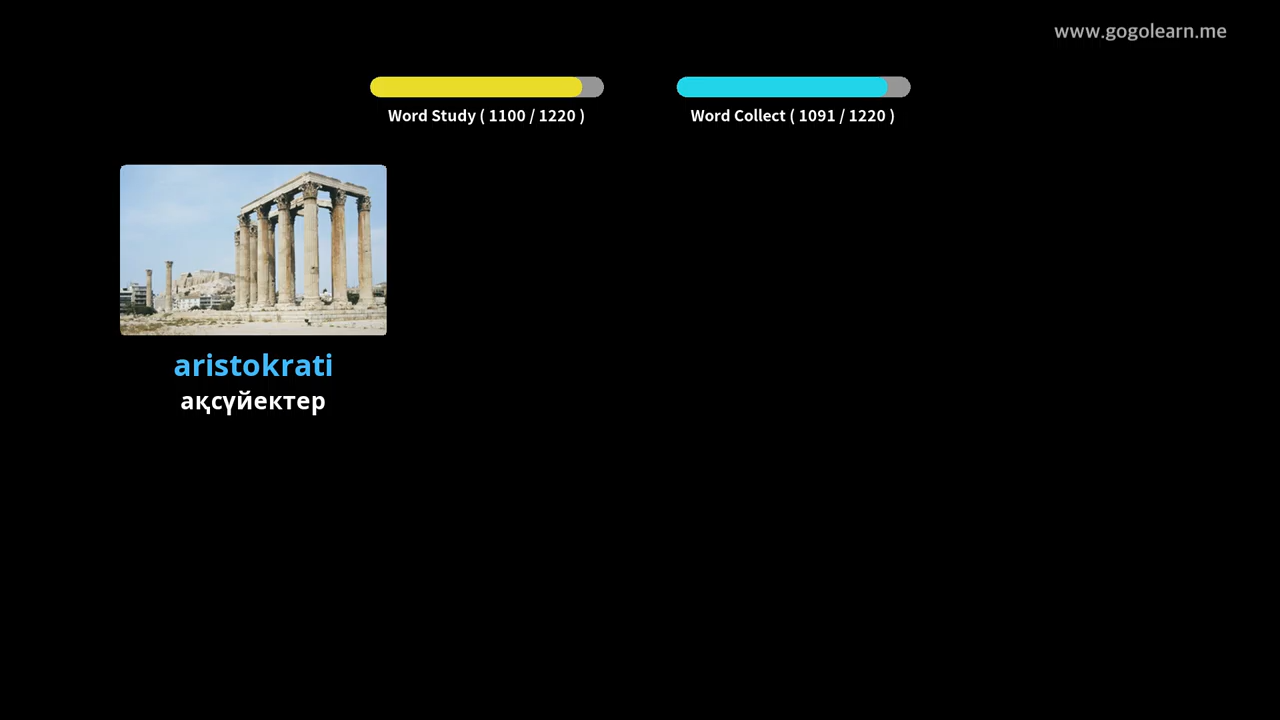 www.gogolearn.me
Word Study ( 1100 / 1220 )
Word Collect ( 1091 / 1220 )
aristokrati
ақсүйектер